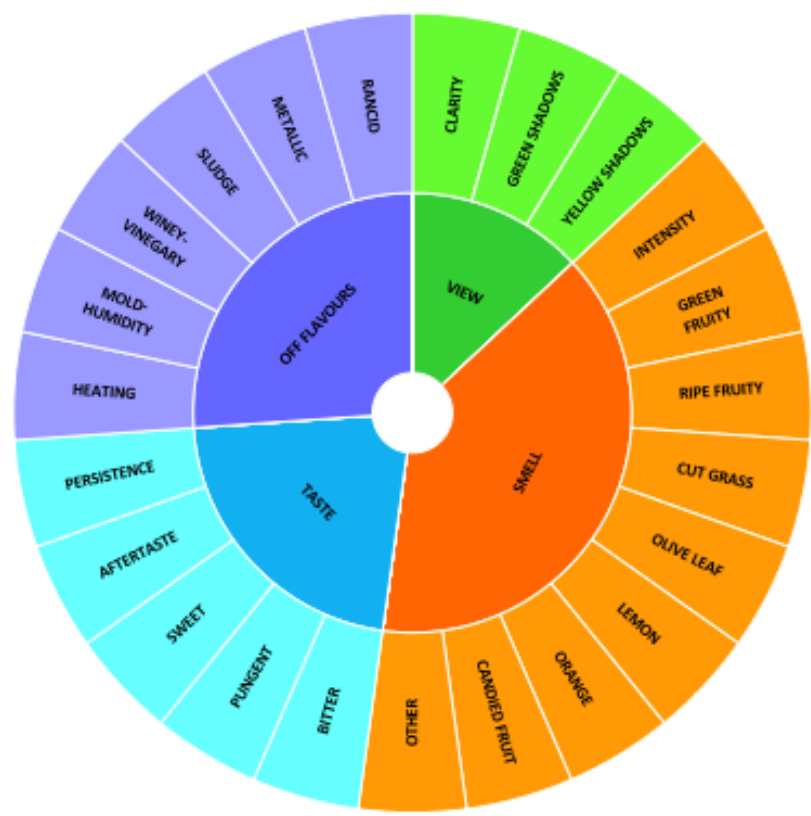 CLARITY
GREEN SHADOWS
YELLOW SHADOWS
INTENSITY
GREEN
FRUITY
RIPE FRUITY
CUT GRASS
OLIVE LEAF
LEMON
ORANGE
CANDIED FRUIT
OTHER
BITTER
PUNGENT
SWEET
AFTERTASTE
PERSISTENCE
HEATING
MOLD-
HUMIDITY
WINEY-
VINEGARY
SLUDGE
METALLIC
RANCID
VIEW
SMELL
TASTE
OFF FLAVOURS